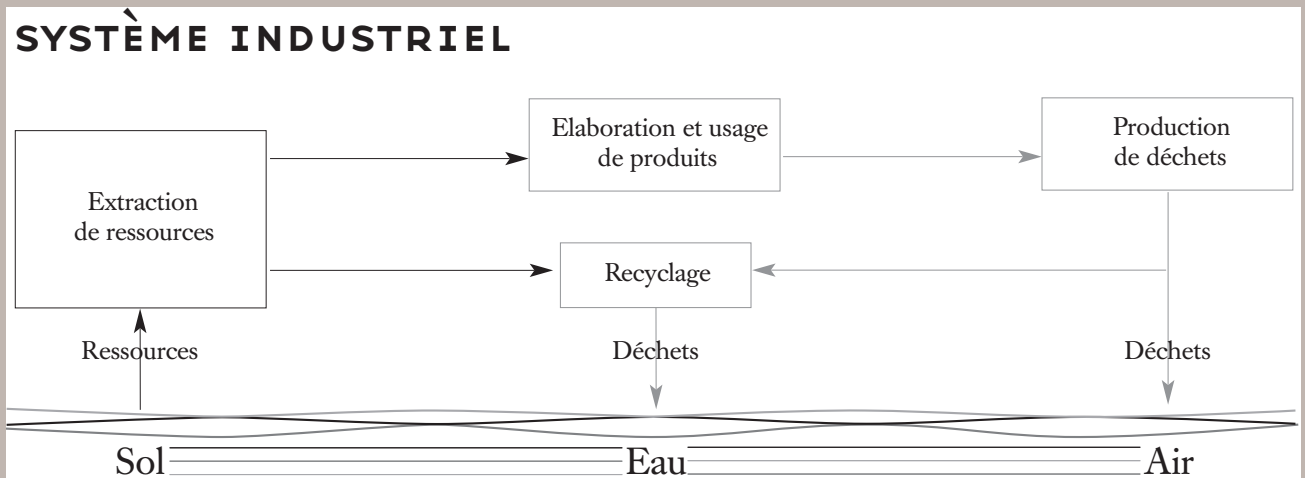 SYSTÈME INDUSTRIEL
Elaboration et usage
de produits
Production
de déchets
Extraction
de ressources
Recyclage
Ressources
Déchets
Déchets
Sol
Eau
Air